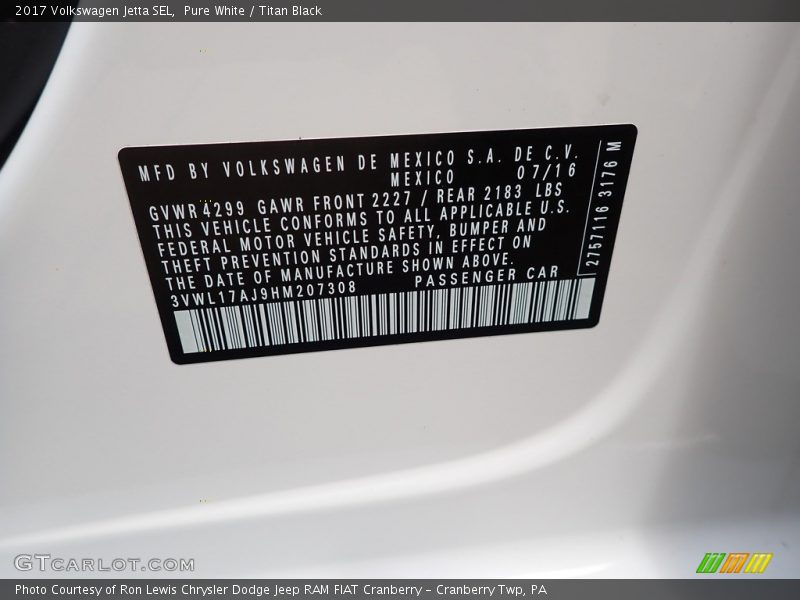 2017 Volkswagen Jetta SEL, Pure White / Titan Black
MFD BY VOLKSWAGEN DE MEXICO S.A. DE C.V.
MEXICO 07/16
GVWR 4299 GAWR FRONT 2227 / REAR 2183 LBS
THIS VEHICLE CONFORMS TO ALL APPLICABLE U.S.
FEDERAL MOTOR VEHICLE SAFETY, BUMPER AND
THEFT PREVENTION STANDARDS IN EFFECT ON
THE DATE OF MANUFACTURE SHOWN ABOVE.
3VWL17AJ9HM207308 PASSENGER CAR
2757116 3176 M
GTCARLOT.COM
Photo Courtesy of Ron Lewis Chrysler Dodge Jeep RAM FIAT Cranberry – Cranberry Twp, PA